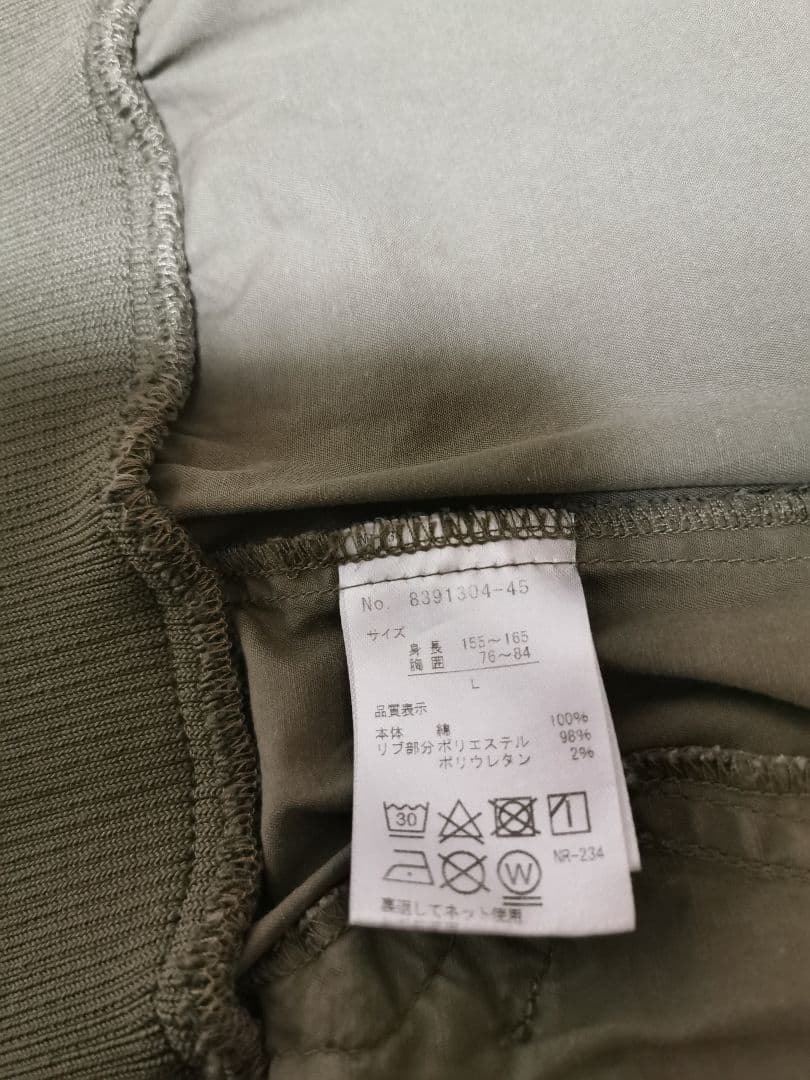 No. 8391304-45
サイズ
身長 155～165
胸囲 76～84
L
品質表示
本体 綿 100%
リブ部分 ポリエステル 98%
ポリウレタン 2%
30
W
NR-234
裏返してネット使用